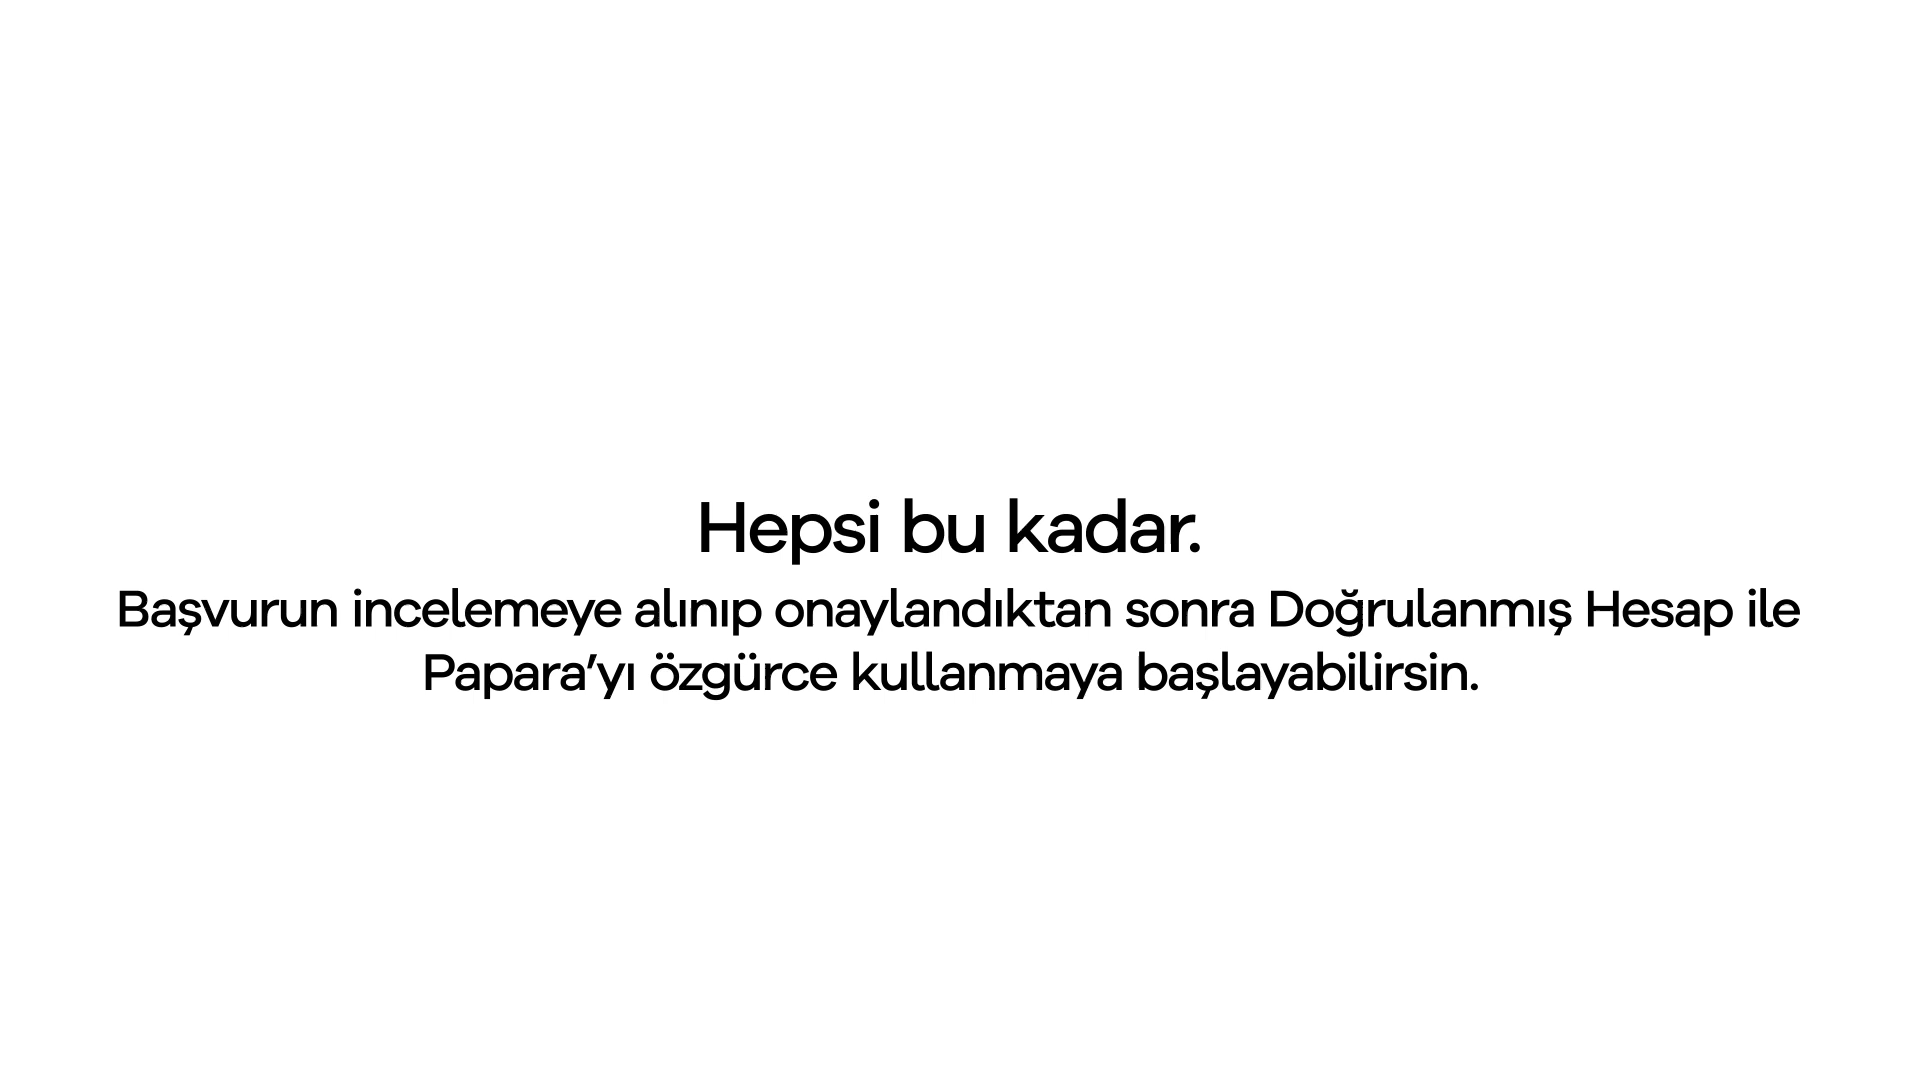 Hepsi bu kadar.
Başvurun incelemeye alınıp onaylandıktan sonra Doğrulanmış Hesap ile
Papara’yı özgürce kullanmaya başlayabilirsin.